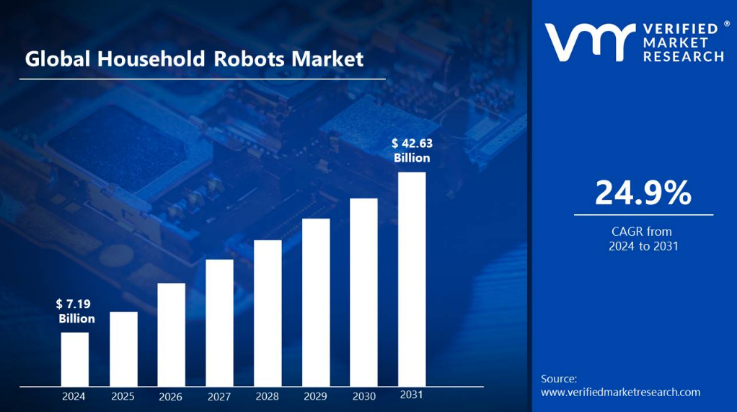 Global Household Robots Market
VMR
VERIFIED ®
MARKET
RESEARCH
$ 42.63
Billion
$ 7.19
Billion
24.9%
CAGR from
2024 to 2031
2024 2025 2026 2027 2028 2029 2030 2031
Source:
www.verifiedmarketresearch.com